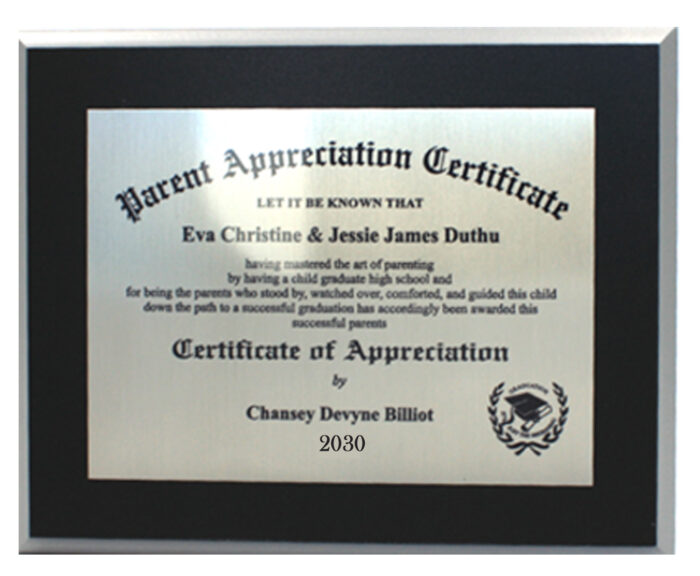 Parent Appreciation Certificate
LET IT BE KNOWN THAT
Eva Christine & Jessie James Duthu
having mastered the art of parenting
by having a child graduate high school and
for being the parents who stood by, watched over, comforted, and guided this child
down the path to a successful graduation has accordingly been awarded this
successful parents
Certificate of Appreciation
by
Chansey Devyne Billiot
2030
GRADUATION